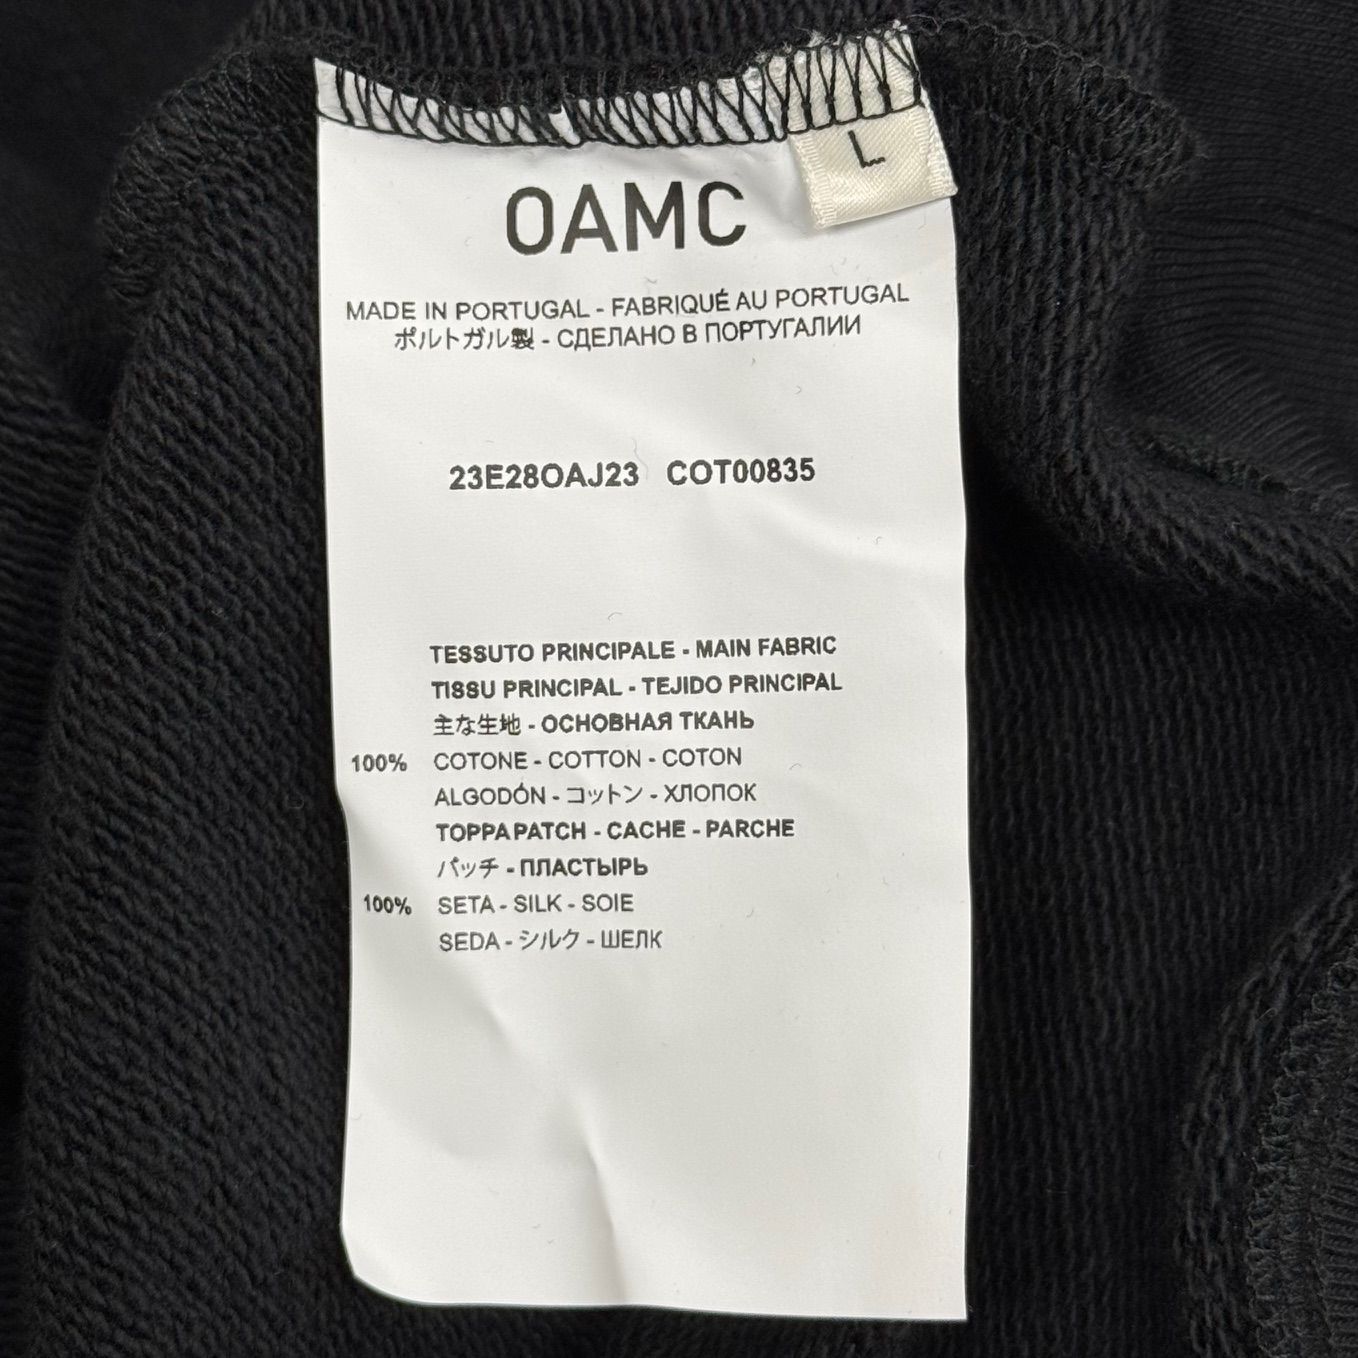 L
OAMC
MADE IN PORTUGAL - FABRIQUÉ AU PORTUGAL
ポルトガル製 - СДЕЛАНО В ПОРТУГАЛИИ
23E28OAJ23 COT00835
TESSUTO PRINCIPALE - MAIN FABRIC
TISSU PRINCIPAL - TEJIDO PRINCIPAL
主な生地 - ОСНОВНАЯ ТКАНЬ
100% COTONE - COTTON - COTON
ALGODÓN - コットン - ХЛОПОК
TOPPA PATCH - CACHE - PARCHE
パッチ - ПЛАСТЫРЬ
100% SETA - SILK - SOIE
SEDA - シルク - ШЕЛК